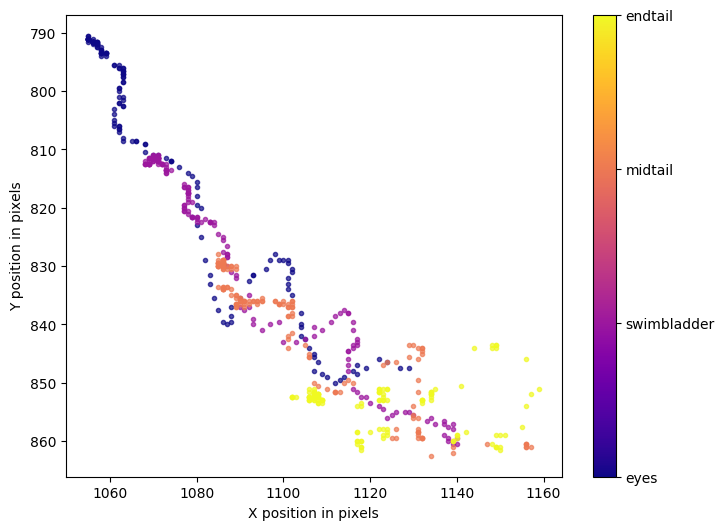 790
800
810
820
830
840
850
860
1060
1080
1100
1120
1140
1160
Y position in pixels
X position in pixels
endtail
midtail
swimbladder
eyes